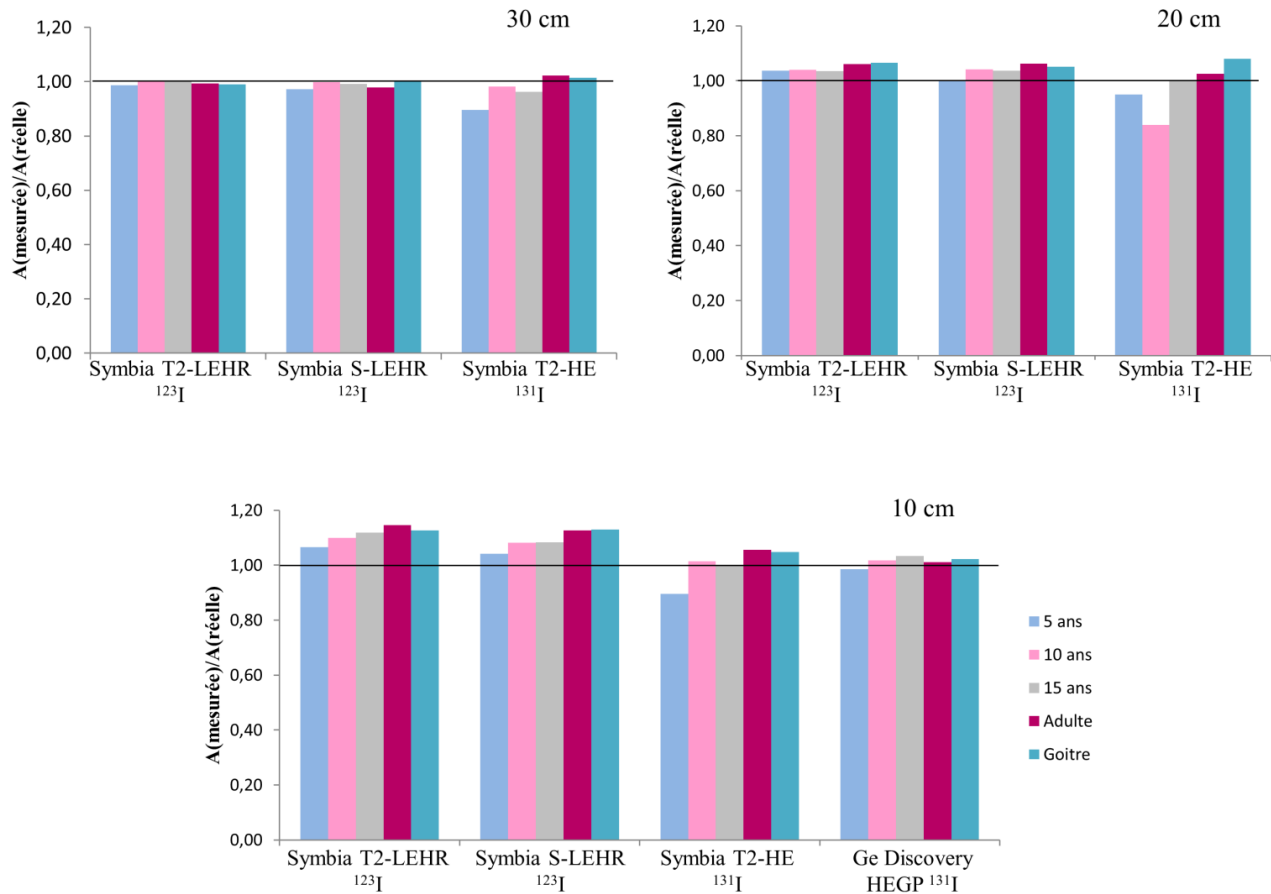 30 cm
A(mesurée)/A(réelle)
1,20
1,00
0,80
0,60
0,40
0,20
0,00
Symbia T2-LEHR
¹²³I
Symbia S-LEHR
¹²³I
Symbia T2-HE
¹³¹I
20 cm
A(mesurée)/A(réelle)
1,20
1,00
0,80
0,60
0,40
0,20
0,00
Symbia T2-LEHR
¹²³I
Symbia S-LEHR
¹²³I
Symbia T2-HE
¹³¹I
10 cm
A(mesurée)/A(réelle)
1,20
1,00
0,80
0,60
0,40
0,20
0,00
Symbia T2-LEHR
¹²³I
Symbia S-LEHR
¹²³I
Symbia T2-HE
¹³¹I
Ge Discovery
HEGP ¹³¹I
5 ans
10 ans
15 ans
Adulte
Goitre